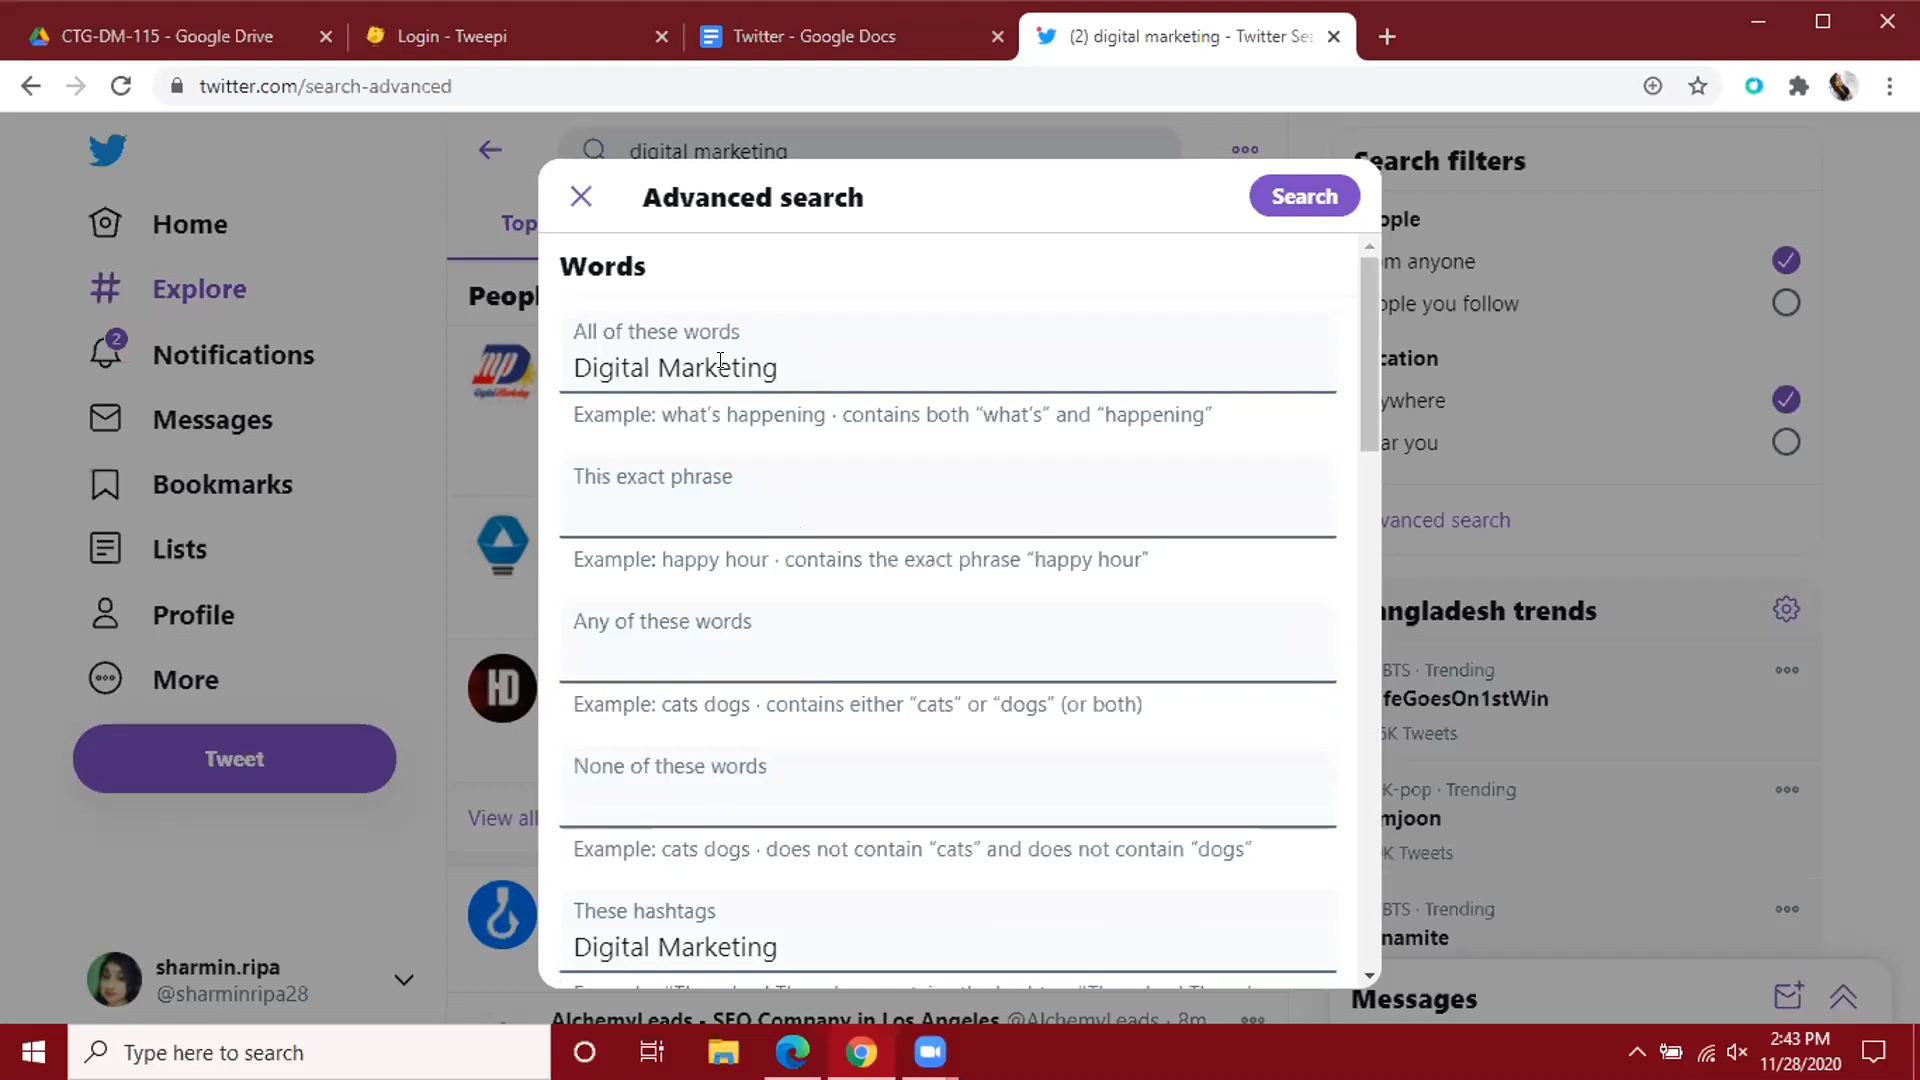 CTG-DM-115 - Google Drive
Login - Tweepi
Twitter - Google Docs
(2) digital marketing - Twitter Se
twitter.com/search-advanced
digital marketing
Top
Peop
View all
Home
Explore
2
Notifications
Messages
Bookmarks
Lists
Profile
More
Tweet
sharmin.ripa
@sharminripa28
Advanced search
Search
Words
All of these words
Digital Marketing
Example: what's happening · contains both “what's” and “happening”
This exact phrase
Example: happy hour · contains the exact phrase “happy hour”
Any of these words
Example: cats dogs · contains either “cats” or “dogs” (or both)
None of these words
Example: cats dogs · does not contain “cats” and does not contain “dogs”
These hashtags
Digital Marketing
AlchemyLeads - SEO Company in Los Angeles @AlchemyLeads · 8m
Search filters
ople
m anyone
ople you follow
cation
ywhere
ar you
vanced search
angladesh trends
BTS · Trending
feGoesOn1stWin
K Tweets
K-pop · Trending
mjoon
K Tweets
BTS · Trending
namite
Messages
HD
Type here to search
2:43 PM
11/28/2020